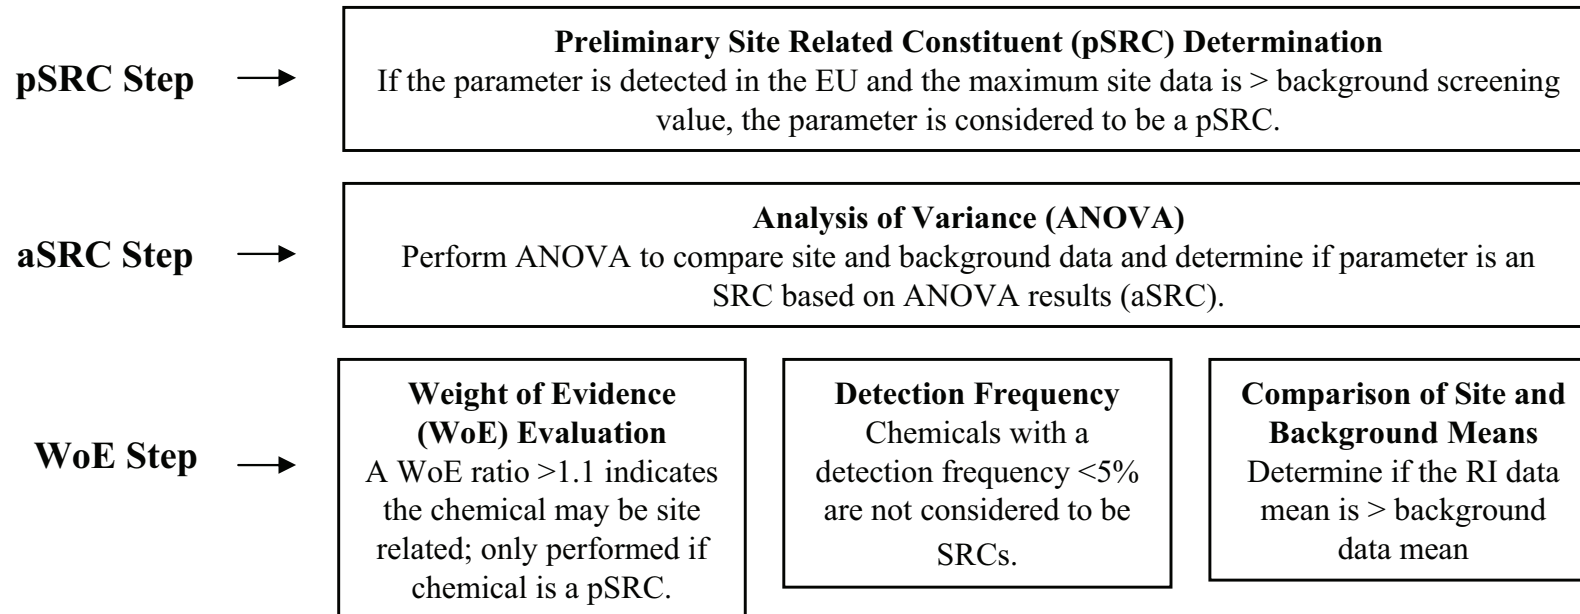 pSRC Step
Preliminary Site Related Constituent (pSRC) Determination
If the parameter is detected in the EU and the maximum site data is > background screening
value, the parameter is considered to be a pSRC.
aSRC Step
Analysis of Variance (ANOVA)
Perform ANOVA to compare site and background data and determine if parameter is an
SRC based on ANOVA results (aSRC).
WoE Step
Weight of Evidence
(WoE) Evaluation
A WoE ratio >1.1 indicates
the chemical may be site
related; only performed if
chemical is a pSRC.
Detection Frequency
Chemicals with a
detection frequency <5%
are not considered to be
SRCs.
Comparison of Site and
Background Means
Determine if the RI data
mean is > background
data mean